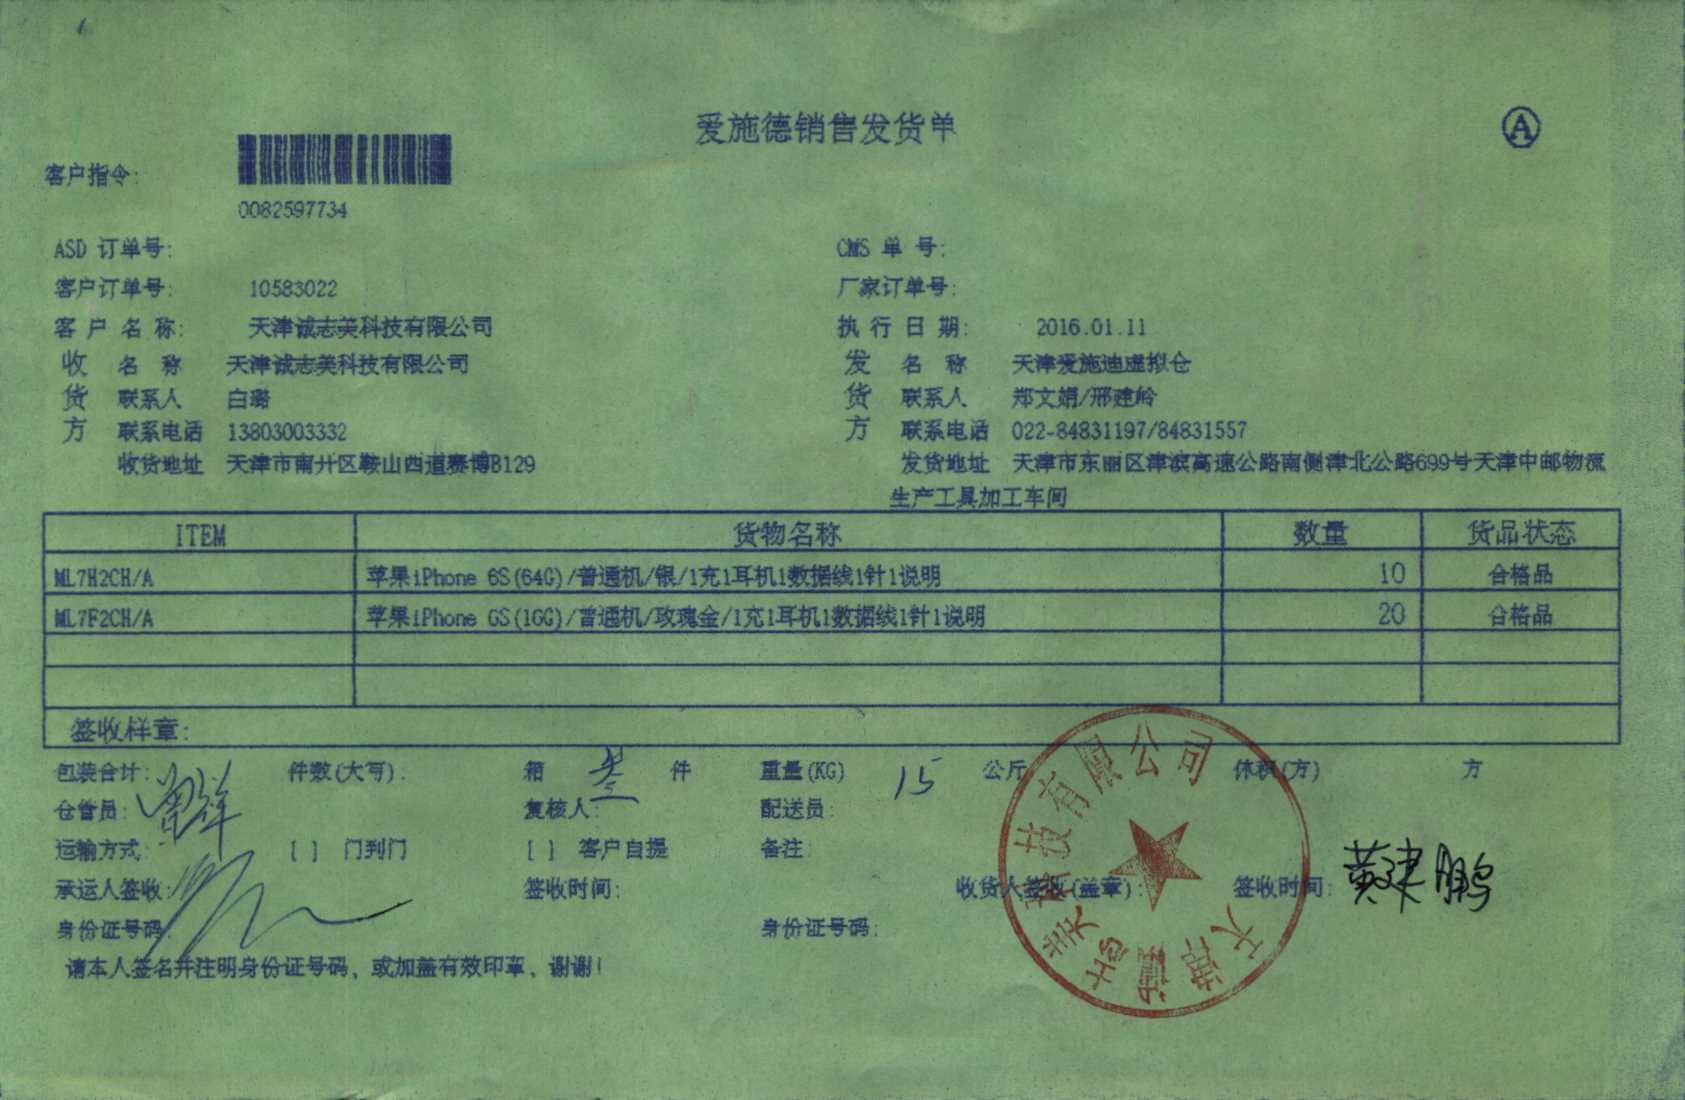 爱施德销售发货单
Ⓐ
客户指令:
0082597734
ASD 订单号:
CMS 单 号:
客户订单号: 10583022
厂家订单号:
客 户 名 称: 天津诚志美科技有限公司
执 行 日 期: 2016.01.11
收 名 称 天津诚志美科技有限公司
发 名 称 天津爱施迪虚拟仓
货 联系人 白璐
货 联系人 郑文娟/邢建岭
方 联系电话 13803003332
方 联系电话 022-84831197/84831557
收货地址 天津市南开区鞍山西道赛博B129
发货地址 天津市东丽区津滨高速公路南侧津北公路699号天津中邮物流
生产工具加工车间
ITEM 货物名称 数量 货品状态
ML7H2CH/A 苹果iPhone 6S(64G)/普通机/银/1充1耳机1数据线1针1说明 10 合格品
ML7F2CH/A 苹果iPhone 6S(16G)/普通机/玫瑰金/1充1耳机1数据线1针1说明 20 合格品
签收样章:
包装合计: 件数(大写): 箱 叁 件 重量(KG) 15 公斤 体积(方) 方
仓管员: 复核人: 配送员:
运输方式: [ ] 门到门 [ ] 客户自提 备注:
承运人签收: 签收时间: 收货人签收(盖章): 签收时间: 黄建鹏
身份证号码: 身份证号码:
请本人签名并注明身份证号码，或加盖有效印章，谢谢!
天津诚志美科技有限公司